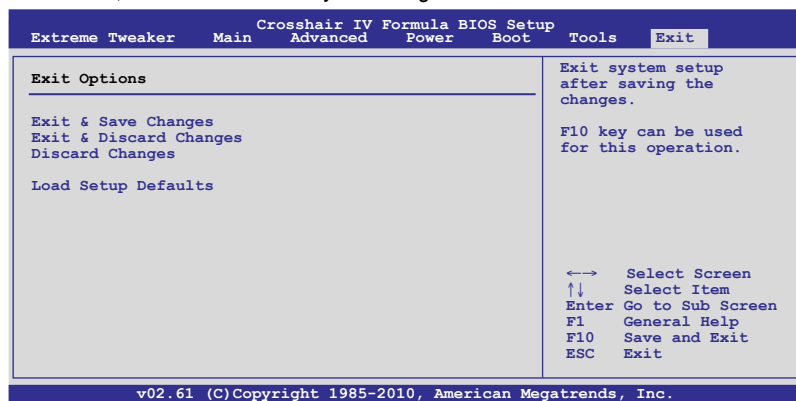 Crosshair IV Formula BIOS Setup
Extreme Tweaker Main Advanced Power Boot Tools Exit
Exit Options
Exit & Save Changes
Exit & Discard Changes
Discard Changes
Load Setup Defaults
Exit system setup
after saving the
changes.
F10 key can be used
for this operation.
←→ Select Screen
↑↓ Select Item
Enter Go to Sub Screen
F1 General Help
F10 Save and Exit
ESC Exit
v02.61 (C)Copyright 1985-2010, American Megatrends, Inc.